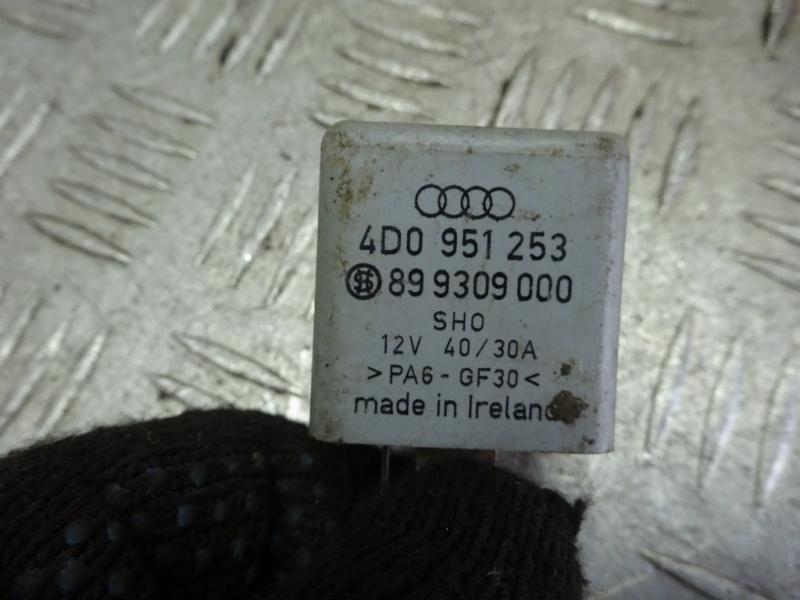 4D0 951 253
89 9309 000
SHO
12V 40/30A
>PA6-GF30<
made in Ireland